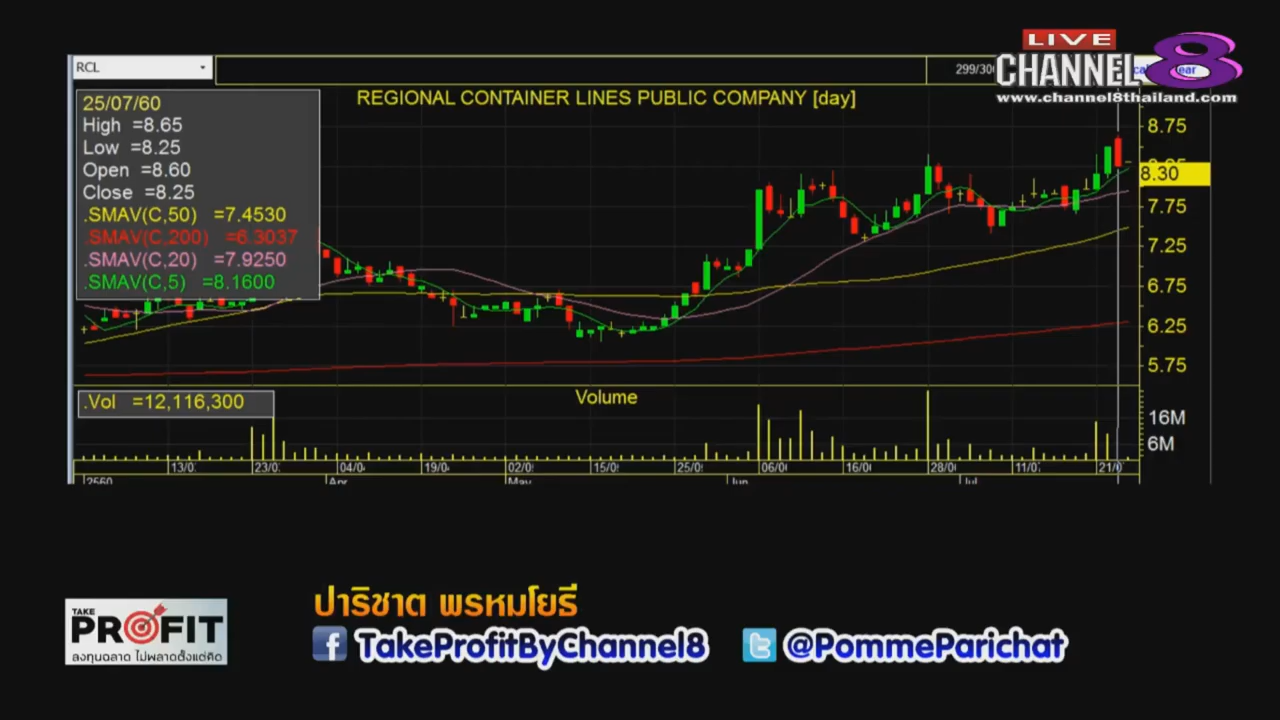 RCL
299/300
LIVE
CHANNEL 8
www.channel8thailand.com
REGIONAL CONTAINER LINES PUBLIC COMPANY [day]
25/07/60
High =8.65
Low =8.25
Open =8.60
Close =8.25
.SMAV(C,50) =7.4530
.SMAV(C,200) =6.3037
.SMAV(C,20) =7.9250
.SMAV(C,5) =8.1600
8.75
8.30
7.75
7.25
6.75
6.25
5.75
.Vol =12,116,300
Volume
16M
6M
13/0 23/0 04/0 19/0 02/0 15/0 25/0 06/0 16/0 28/0 11/0 21/0
2560 Apr May Jun Jul
TAKE
PROFIT
ลงทุนฉลาด ไม่พลาดตั้งแต่คิด
ปาริชาต พรหมโยธี
TakeProfitByChannel8 @PommeParichat